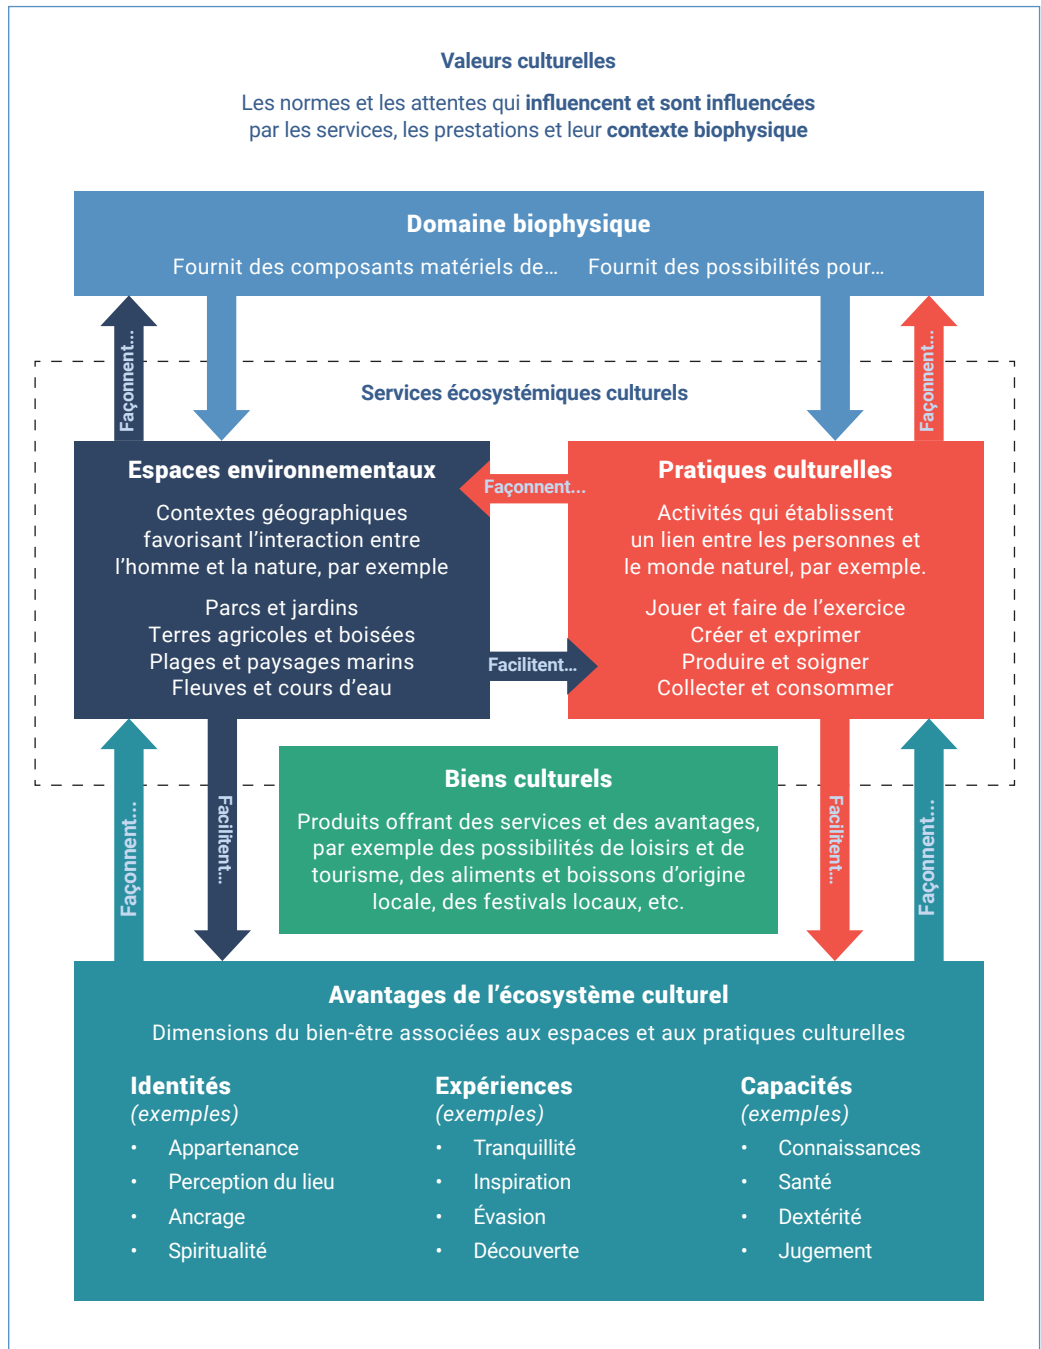 Valeurs culturelles
Les normes et les attentes qui influencent et sont influencées
par les services, les prestations et leur contexte biophysique
Domaine biophysique
Fournit des composants matériels de…
Fournit des possibilités pour…
Façonnent…
Façonnent…
Services écosystémiques culturels
Espaces environnementaux
Contextes géographiques
favorisant l’interaction entre
l’homme et la nature, par exemple
Parcs et jardins
Terres agricoles et boisées
Plages et paysages marins
Fleuves et cours d’eau
Façonnent…
Facilitent…
Pratiques culturelles
Activités qui établissent
un lien entre les personnes et
le monde naturel, par exemple.
Jouer et faire de l’exercice
Créer et exprimer
Produire et soigner
Collecter et consommer
Façonnent…
Facilitent…
Biens culturels
Produits offrant des services et des avantages,
par exemple des possibilités de loisirs et de
tourisme, des aliments et boissons d’origine
locale, des festivals locaux, etc.
Facilitent…
Façonnent…
Avantages de l’écosystème culturel
Dimensions du bien-être associées aux espaces et aux pratiques culturelles
Identités
(exemples)
• Appartenance
• Perception du lieu
• Ancrage
• Spiritualité
Expériences
(exemples)
• Tranquillité
• Inspiration
• Évasion
• Découverte
Capacités
(exemples)
• Connaissances
• Santé
• Dextérité
• Jugement